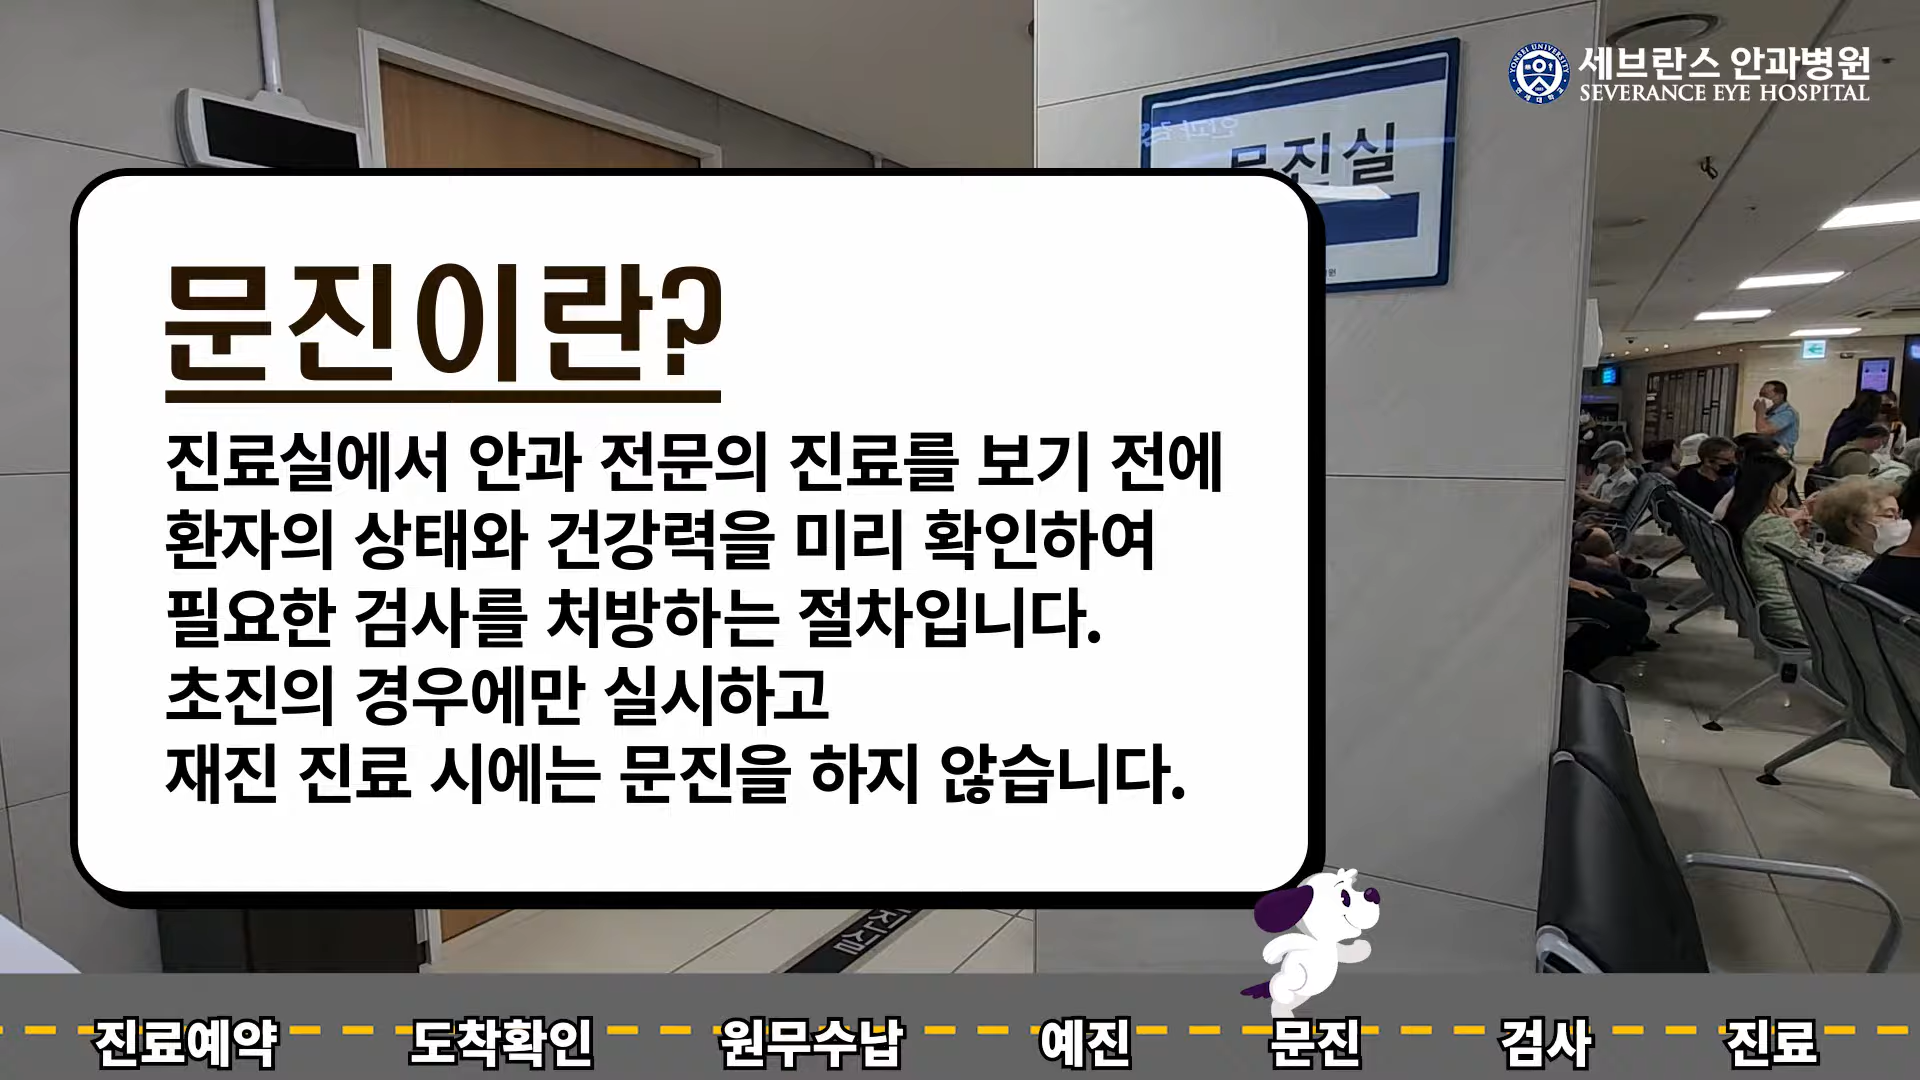 세브란스 안과병원
SEVERANCE EYE HOSPITAL
문진실
문진이란?
진료실에서 안과 전문의 진료를 보기 전에
환자의 상태와 건강력을 미리 확인하여
필요한 검사를 처방하는 절차입니다.
초진의 경우에만 실시하고
재진 진료 시에는 문진을 하지 않습니다.
진료예약 도착확인 원무수납 예진 문진 검사 진료